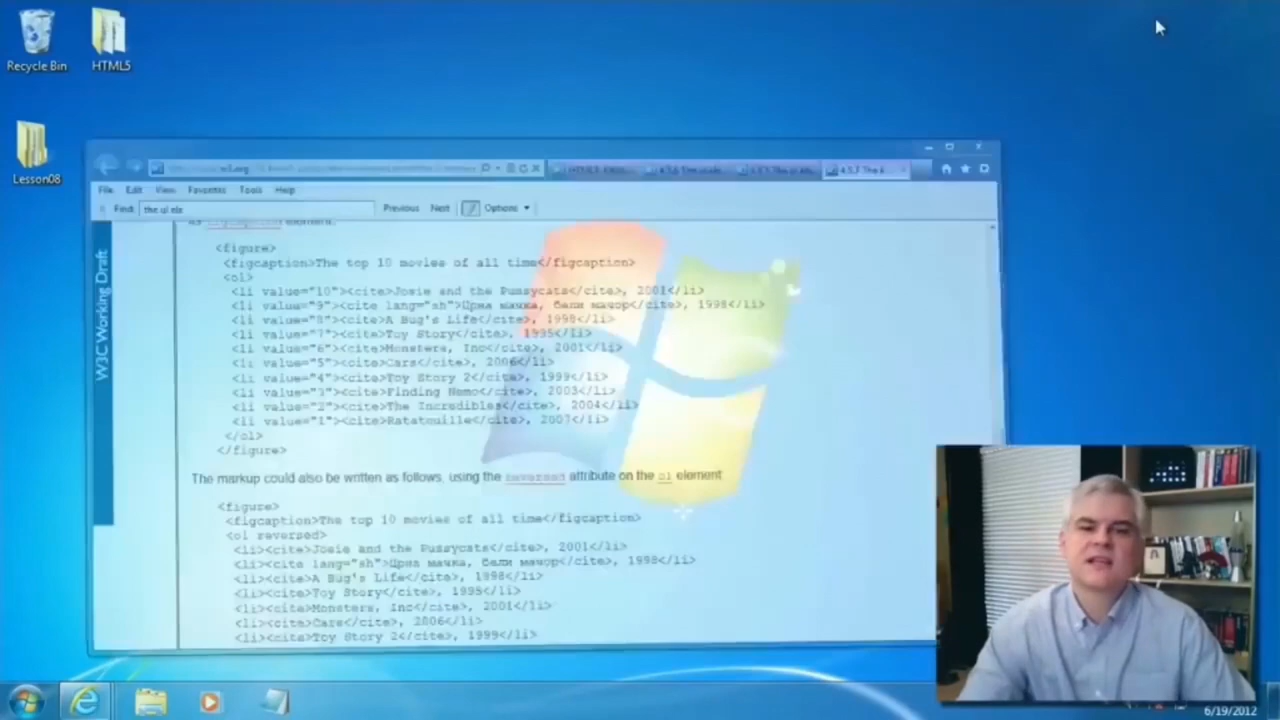 Recycle Bin
HTML5
Lesson08
File Edit View Favorites Tools Help
Find: the ul ele Previous Next Options
W3C Working Draft
element.
<figure>
<figcaption>The top 10 movies of all time</figcaption>
<ol>
<li value="10"><cite>Josie and the Pussycats</cite>, 2001</li>
<li value="9"><cite lang="sh">Црна мачка, бели мачор</cite>, 1998</li>
<li value="8"><cite>A Bug's Life</cite>, 1998</li>
<li value="7"><cite>Toy Story</cite>, 1995</li>
<li value="6"><cite>Monsters, Inc</cite>, 2001</li>
<li value="5"><cite>Cars</cite>, 2006</li>
<li value="4"><cite>Toy Story 2</cite>, 1999</li>
<li value="3"><cite>Finding Nemo</cite>, 2003</li>
<li value="2"><cite>The Incredibles</cite>, 2004</li>
<li value="1"><cite>Ratatouille</cite>, 2007</li>
</ol>
</figure>
The markup could also be written as follows, using the reversed attribute on the ol element
<figure>
<figcaption>The top 10 movies of all time</figcaption>
<ol reversed>
<li><cite>Josie and the Pussycats</cite>, 2001</li>
<li><cite lang="sh">Црна мачка, бели мачор</cite>, 1998</li>
<li><cite>A Bug's Life</cite>, 1998</li>
<li><cite>Toy Story</cite>, 1995</li>
<li><cite>Monsters, Inc</cite>, 2001</li>
<li><cite>Cars</cite>, 2006</li>
<li><cite>Toy Story 2</cite>, 1999</li>
6/19/2012